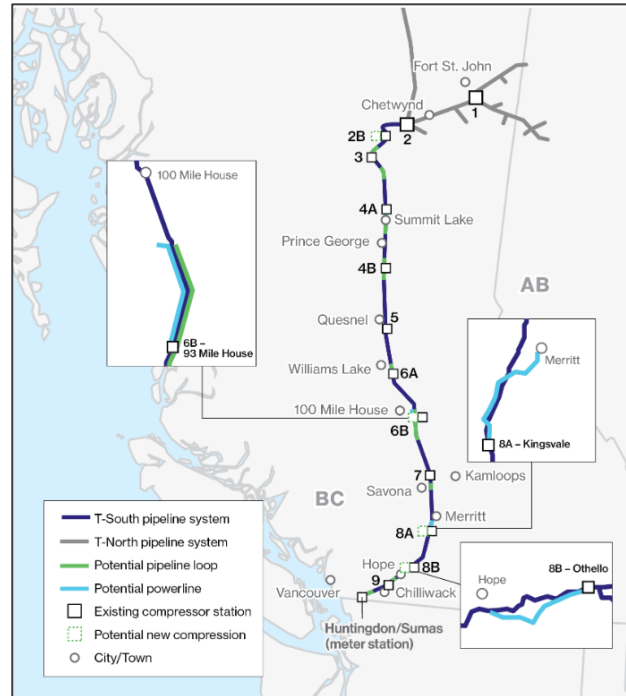 Fort St. John
1
Chetwynd
2
2B
3
100 Mile House
4A
Summit Lake
Prince George
4B
AB
5
Quesnel
6B –
93 Mile House
Merritt
Williams Lake
6A
8A – Kingsvale
100 Mile House
6B
7
Kamloops
BC
Savona
Merritt
8A
T-South pipeline system
T-North pipeline system
Potential pipeline loop
Potential powerline
Existing compressor station
Potential new compression
City/Town
Hope
8B
9
Vancouver
Chilliwack
Huntingdon/Sumas
(meter station)
8B – Othello
Hope